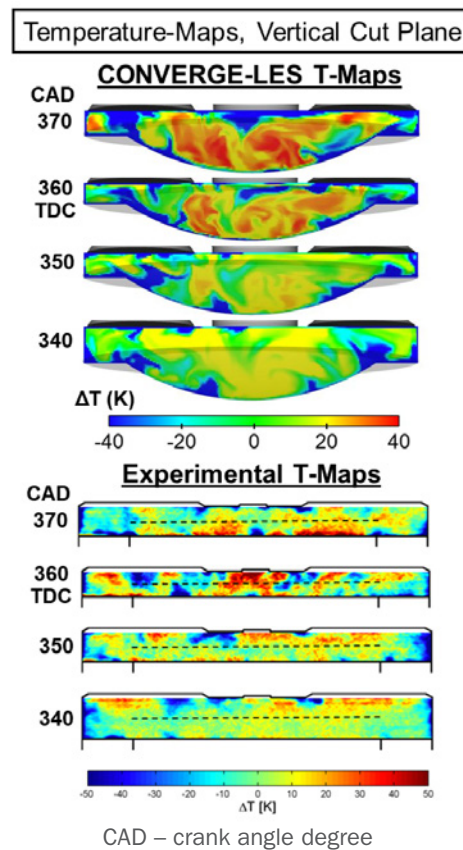 Temperature-Maps, Vertical Cut Plane
CONVERGE-LES T-Maps
CAD
370
360
TDC
350
340
ΔT (K)
-40 -20 0 20 40
Experimental T-Maps
CAD
370
360
TDC
350
340
-50 -40 -30 -20 -10 0 10 20 30 40 50
ΔT [K]
CAD – crank angle degree